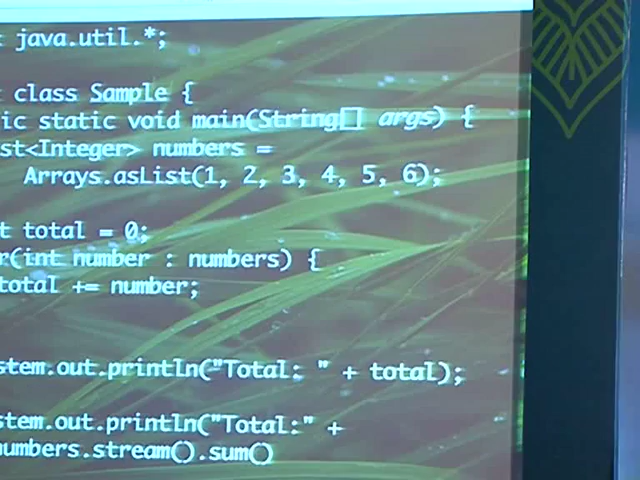 java.util.*;
class Sample {
ic static void main(String[] args) {
st<Integer> numbers =
Arrays.asList(1, 2, 3, 4, 5, 6);
t total = 0;
r(int number : numbers) {
total += number;
stem.out.println("Total: " + total);
stem.out.println("Total:" +
numbers.stream().sum()